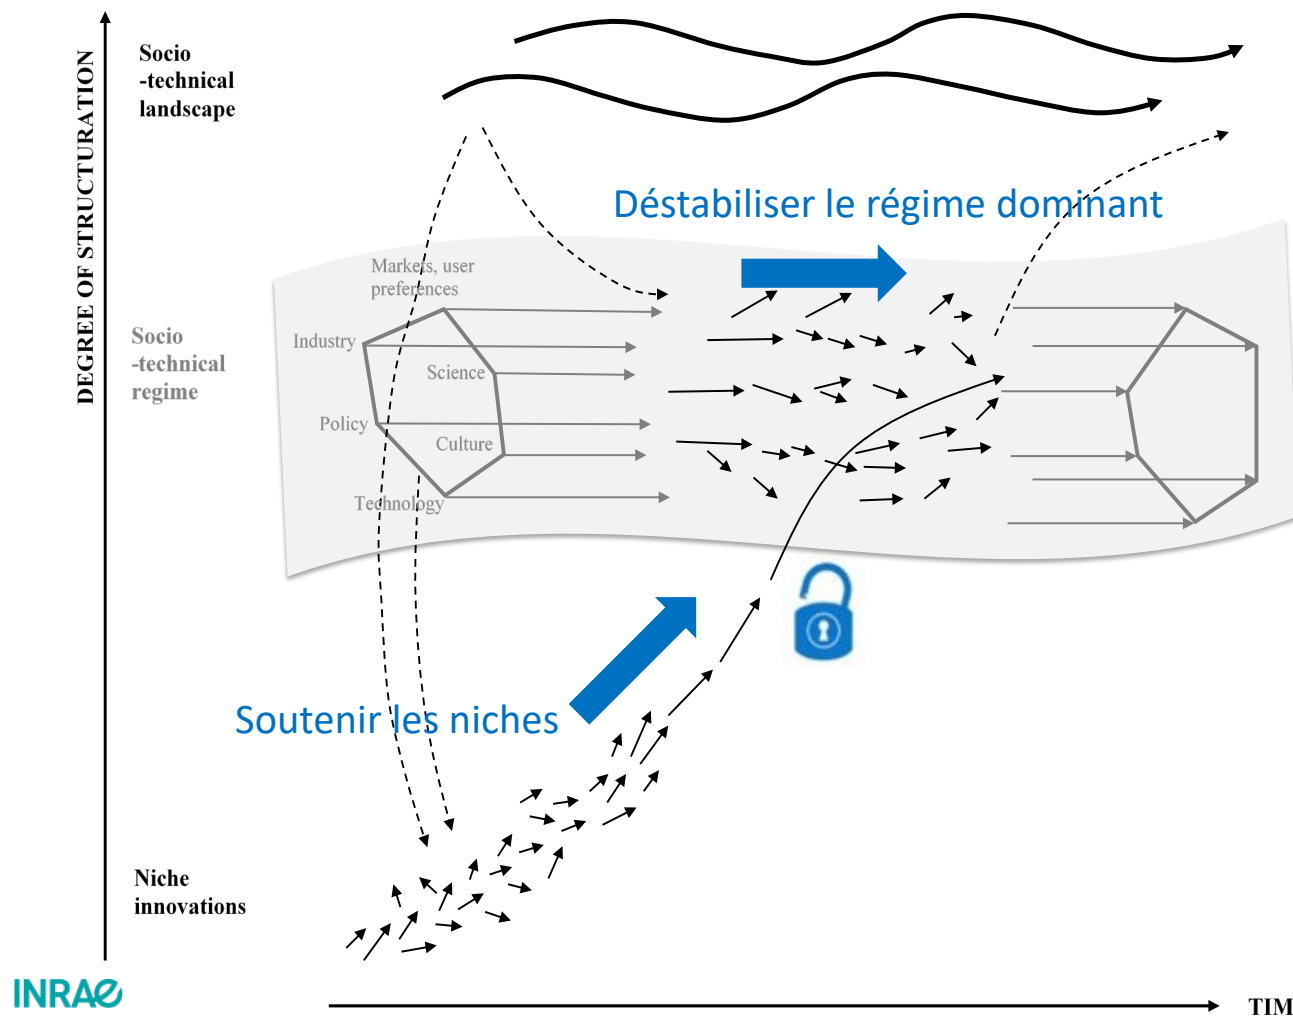 DEGREE OF STRUCTURATION
Socio
-technical
landscape
Déstabiliser le régime dominant
Markets, user
preferences
Industry
Socio
-technical
regime
Science
Policy
Culture
Technology
Soutenir les niches
Niche
innovations
INRAE
TIM